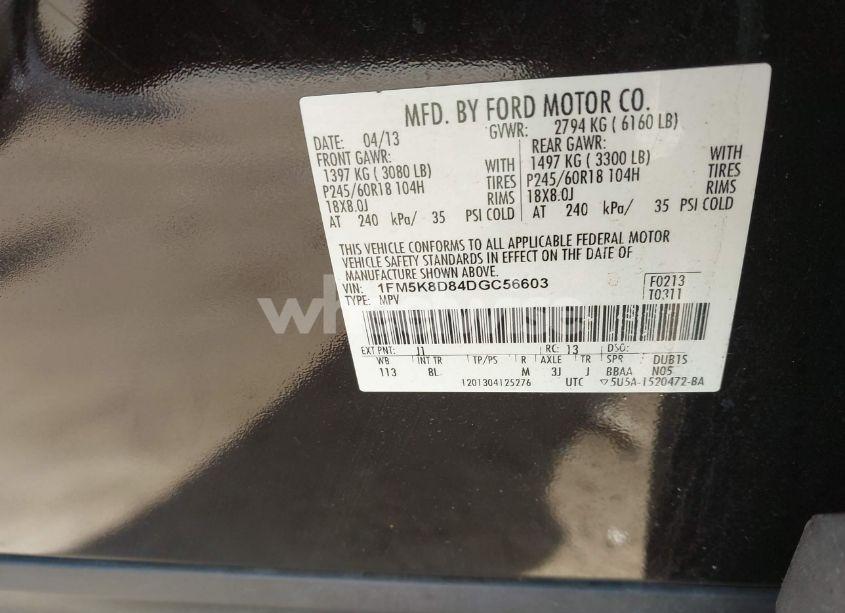 MFD. BY FORD MOTOR CO.
DATE: 04/13 GVWR: 2794 KG ( 6160 LB)
FRONT GAWR: REAR GAWR:
1397 KG ( 3080 LB) WITH 1497 KG ( 3300 LB) WITH
P245/60R18 104H TIRES P245/60R18 104H TIRES
18X8.0J RIMS 18X8.0J RIMS
AT 240 kPa/ 35 PSI COLD AT 240 kPa/ 35 PSI COLD
THIS VEHICLE CONFORMS TO ALL APPLICABLE FEDERAL MOTOR
VEHICLE SAFETY STANDARDS IN EFFECT ON THE DATE OF
MANUFACTURE SHOWN ABOVE.
VIN: 1FM5K8D84DGC56603 F0213
TYPE: MPV T0311
EXT PNT: J1 RC: 13 DSO:
WB INT TR TP/PS R AXLE TR SPR DUB1S
113 8L M 3J J BBAA N05
1201304125276 UTC ▽5U5A-1520472-BA